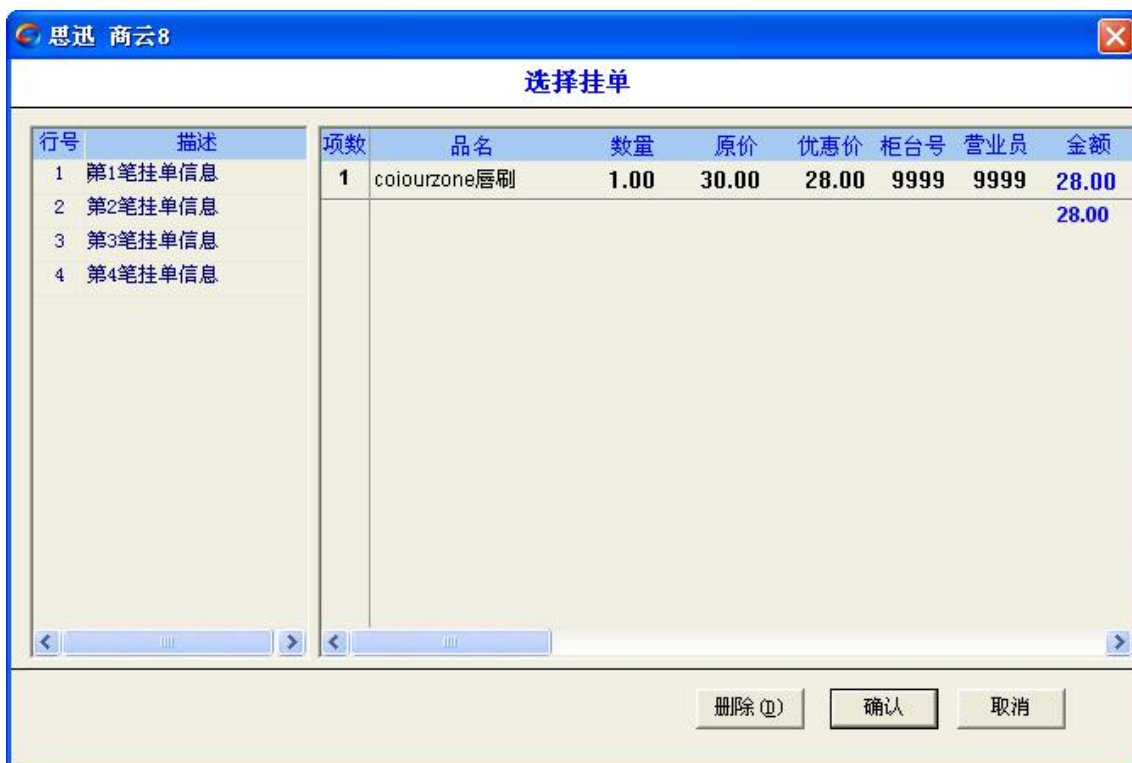 思迅 商云8
选择挂单
行号 描述
1 第1笔挂单信息
2 第2笔挂单信息
3 第3笔挂单信息
4 第4笔挂单信息
项数 品名 数量 原价 优惠价 柜台号 营业员 金额
1 coiourzone唇刷 1.00 30.00 28.00 9999 9999 28.00
28.00
删除(D) 确认 取消